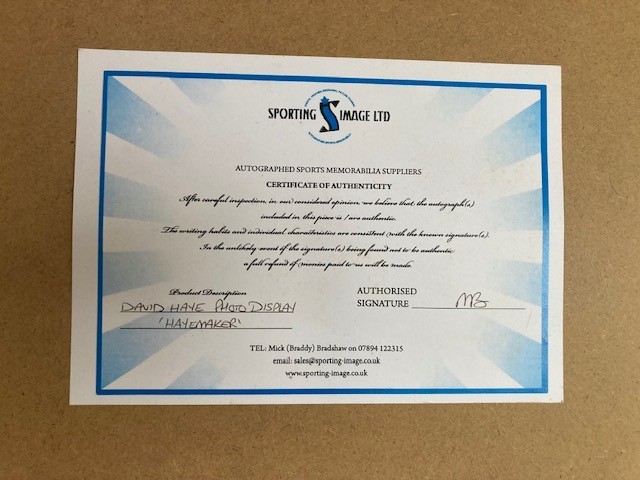 SPORTING IMAGE LTD
AUTOGRAPHED SPORTS MEMORABILIA SUPPLIERS
CERTIFICATE OF AUTHENTICITY
After careful inspection, in our considered opinion, we believe that, the autograph(s)
included in this piece is / are authentic.
The writing habits and individual characteristics are consistent with the known signature(s).
In the unlikely event if the signature(s) being found not to be authentic
a full refund if monies paid to us will be made.
Product Description
DAVID HAYE PHOTO DISPLAY
'HAYEMAKER'
AUTHORISED
SIGNATURE
TEL: Mick (Braddy) Bradshaw on 07894 122315
email: sales@sporting-image.co.uk
www.sporting-image.co.uk